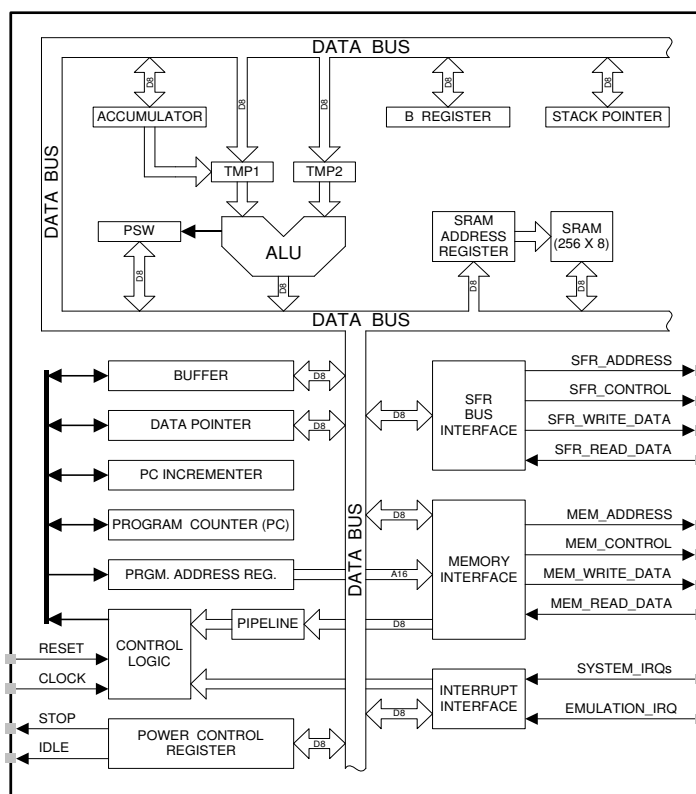 DATA BUS
D8
D8
D8
D8
D8
ACCUMULATOR
B REGISTER
STACK POINTER
DATA BUS
TMP1
TMP2
PSW
ALU
SRAM
ADDRESS
REGISTER
SRAM
(256 X 8)
D8
D8
D8
D8
DATA BUS
BUFFER
D8
DATA POINTER
D8
PC INCREMENTER
PROGRAM COUNTER (PC)
PRGM. ADDRESS REG.
A16
DATA BUS
D8
SFR
BUS
INTERFACE
SFR_ADDRESS
SFR_CONTROL
SFR_WRITE_DATA
SFR_READ_DATA
D8
MEMORY
INTERFACE
MEM_ADDRESS
MEM_CONTROL
MEM_WRITE_DATA
MEM_READ_DATA
RESET
CLOCK
CONTROL
LOGIC
PIPELINE
D8
INTERRUPT
INTERFACE
D8
SYSTEM_IRQs
EMULATION_IRQ
STOP
IDLE
POWER CONTROL
REGISTER
D8